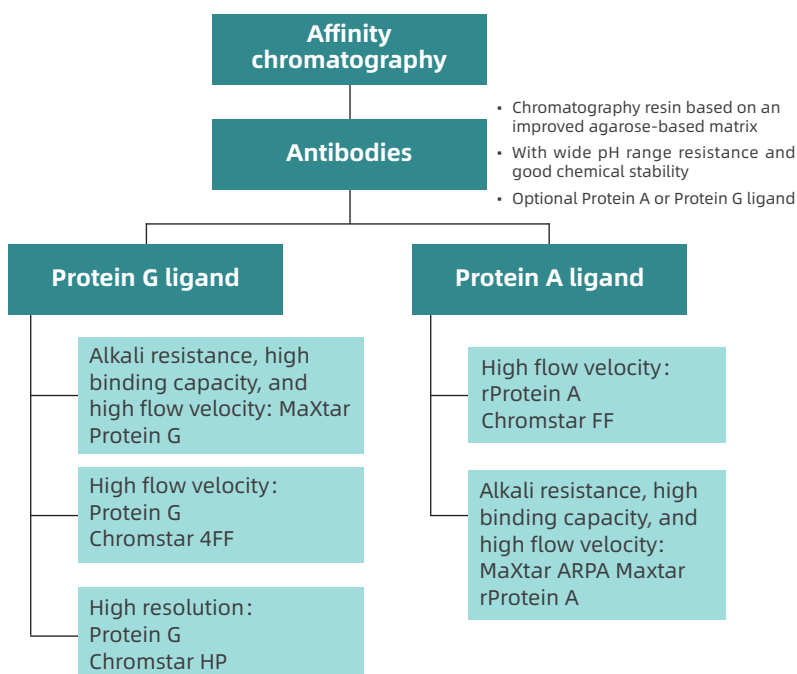 Affinity
chromatography
Antibodies
• Chromatography resin based on an
improved agarose-based matrix
• With wide pH range resistance and
good chemical stability
• Optional Protein A or Protein G ligand
Protein G ligand
Alkali resistance, high
binding capacity, and
high flow velocity: MaXtar
Protein G
High flow velocity:
Protein G
Chromstar 4FF
High resolution:
Protein G
Chromstar HP
Protein A ligand
High flow velocity:
rProtein A
Chromstar FF
Alkali resistance, high
binding capacity, and
high flow velocity:
MaXtar ARPA Maxtar
rProtein A